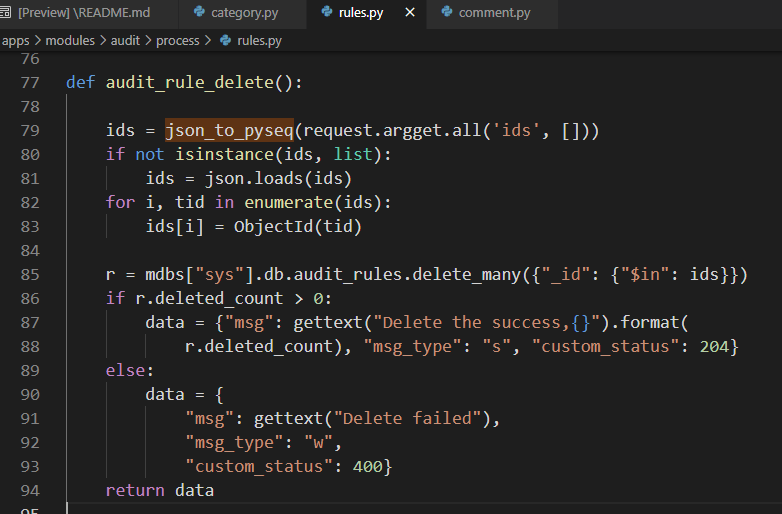 [Preview] \README.md category.py rules.py comment.py
apps > modules > audit > process > rules.py
76
77 def audit_rule_delete():
78
79     ids = json_to_pyseq(request.argget.all('ids', []))
80     if not isinstance(ids, list):
81         ids = json.loads(ids)
82     for i, tid in enumerate(ids):
83         ids[i] = ObjectId(tid)
84
85     r = mdbs["sys"].db.audit_rules.delete_many({"_id": {"$in": ids}})
86     if r.deleted_count > 0:
87         data = {"msg": gettext("Delete the success,{}").format(
88             r.deleted_count), "msg_type": "s", "custom_status": 204}
89     else:
90         data = {
91             "msg": gettext("Delete failed"),
92             "msg_type": "w",
93             "custom_status": 400}
94     return data
95